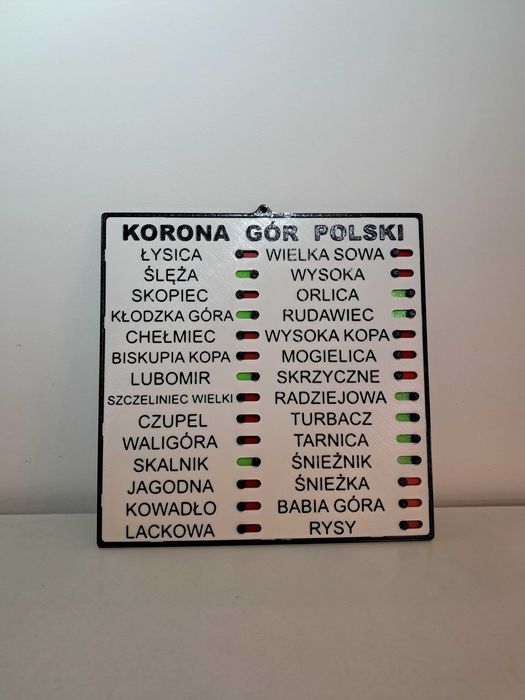 KORONA GÓR POLSKI
ŁYSICA WIELKA SOWA
ŚLĘŻA WYSOKA
SKOPIEC ORLICA
KŁODZKA GÓRA RUDAWIEC
CHEŁMIEC WYSOKA KOPA
BISKUPIA KOPA MOGIELICA
LUBOMIR SKRZYCZNE
SZCZELINIEC WIELKI RADZIEJOWA
CZUPEL TURBACZ
WALIGÓRA TARNICA
SKALNIK ŚNIEŻNIK
JAGODNA ŚNIEŻKA
KOWADŁO BABIA GÓRA
LACKOWA RYSY